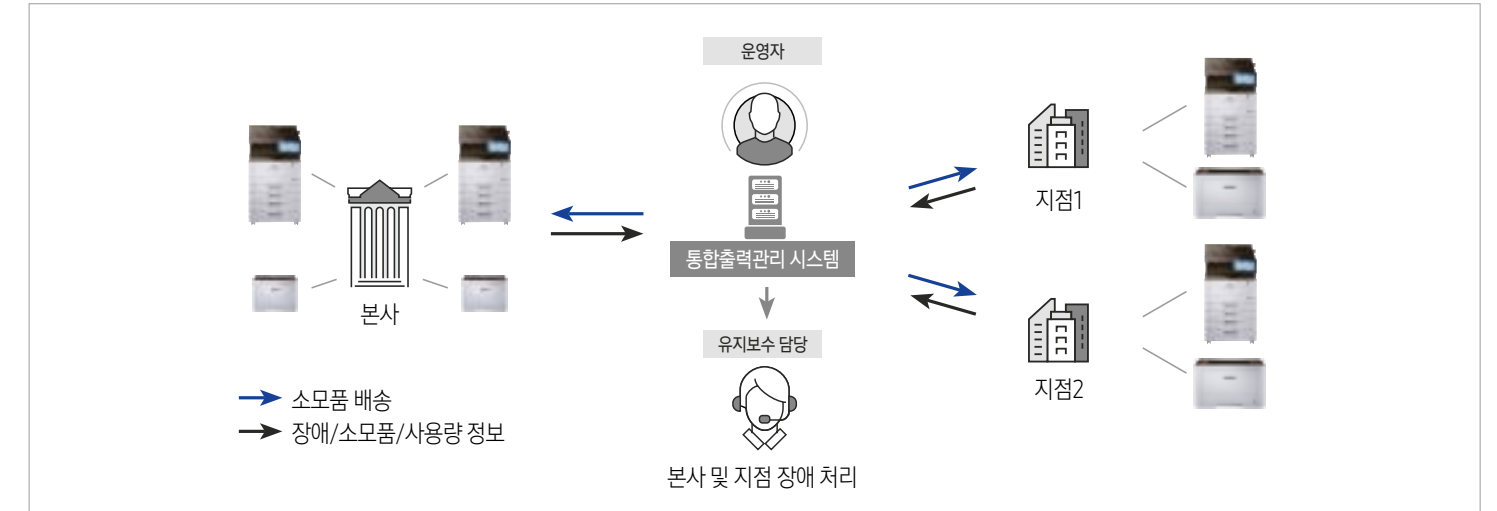 운영자
지점1
통합출력관리 시스템
본사
유지보수 담당
지점2
소모품 배송
장애/소모품/사용량 정보
본사 및 지점 장애 처리